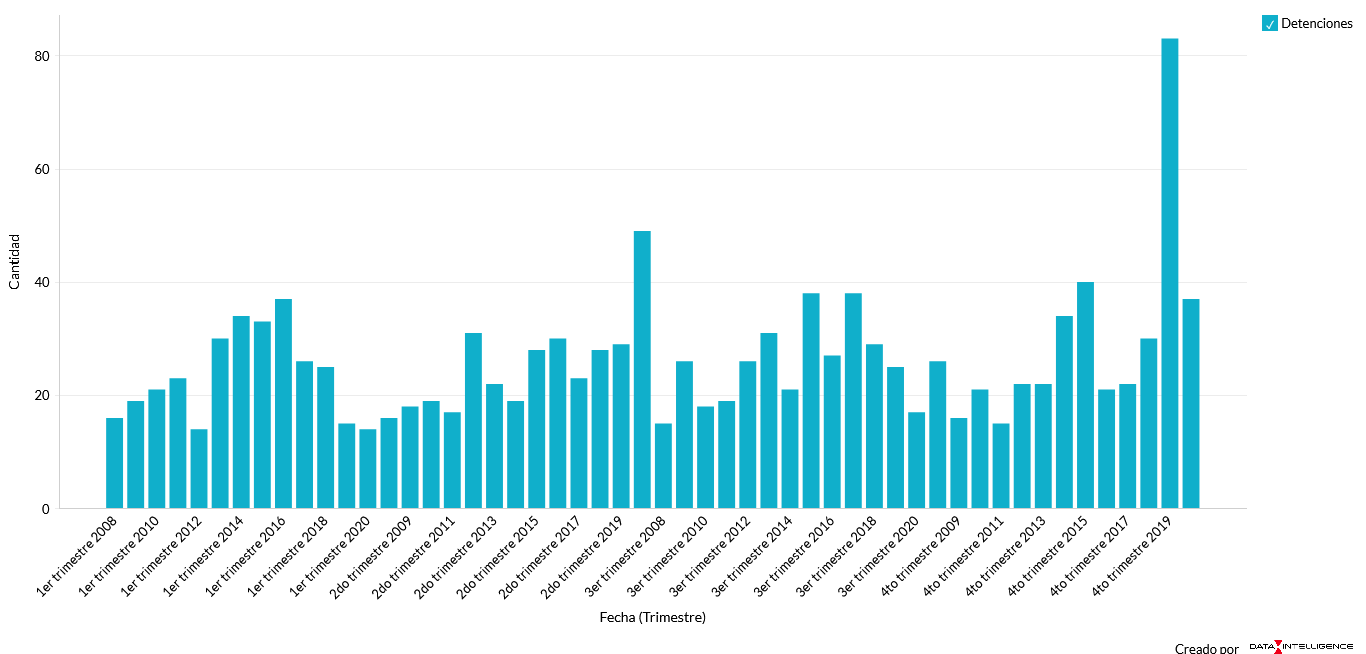 Detenciones
80
60
40
20
0
Cantidad
1er trimestre 2008
1er trimestre 2010
1er trimestre 2012
1er trimestre 2014
1er trimestre 2016
1er trimestre 2018
1er trimestre 2020
2do trimestre 2009
2do trimestre 2011
2do trimestre 2013
2do trimestre 2015
2do trimestre 2017
2do trimestre 2019
3er trimestre 2008
3er trimestre 2010
3er trimestre 2012
3er trimestre 2014
3er trimestre 2016
3er trimestre 2018
3er trimestre 2020
4to trimestre 2009
4to trimestre 2011
4to trimestre 2013
4to trimestre 2015
4to trimestre 2017
4to trimestre 2019
Fecha (Trimestre)
Creado por DATA INTELLIGENCE